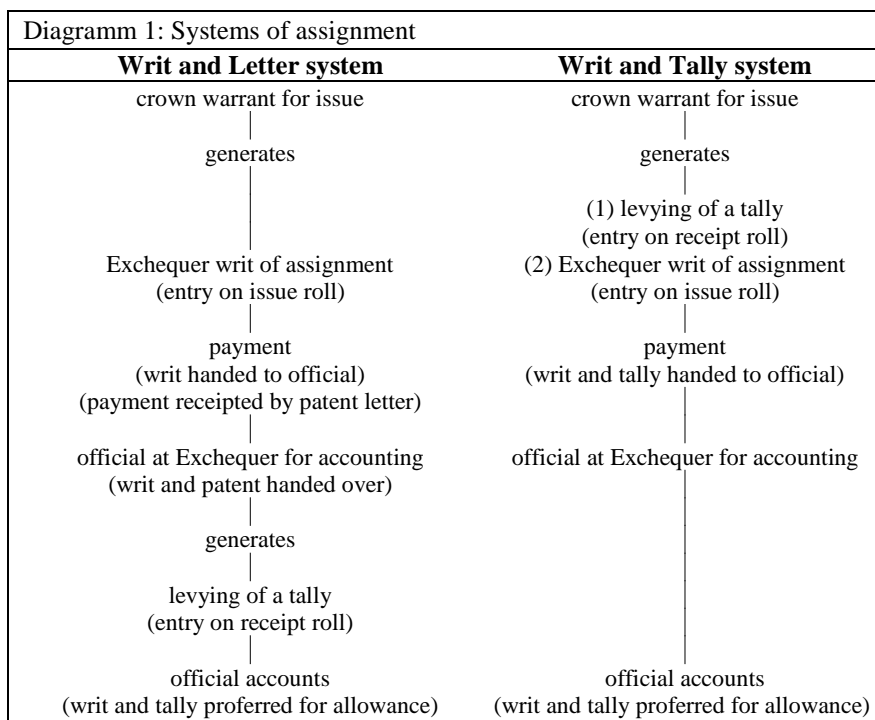 Diagramm 1: Systems of assignment
Writ and Letter system
crown warrant for issue
generates
Exchequer writ of assignment
(entry on issue roll)
payment
(writ handed to official)
(payment receipted by patent letter)
official at Exchequer for accounting
(writ and patent handed over)
generates
levying of a tally
(entry on receipt roll)
official accounts
(writ and tally proferred for allowance)
Writ and Tally system
crown warrant for issue
generates
(1) levying of a tally
(entry on receipt roll)
(2) Exchequer writ of assignment
(entry on issue roll)
payment
(writ and tally handed to official)
official at Exchequer for accounting
official accounts
(writ and tally proferred for allowance)